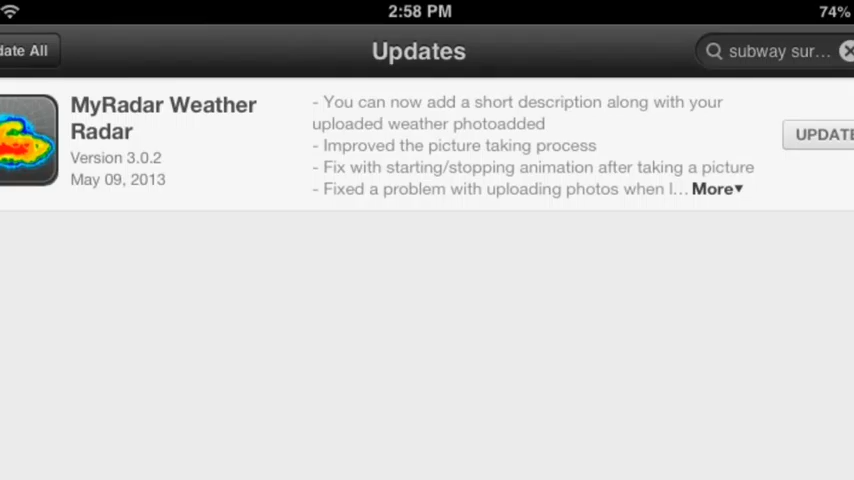 2:58 PM
74%
date All
Updates
subway sur...
MyRadar Weather
Radar
Version 3.0.2
May 09, 2013
- You can now add a short description along with your
uploaded weather photoadded
- Improved the picture taking process
- Fix with starting/stopping animation after taking a picture
- Fixed a problem with uploading photos when l... More▾
UPDATE